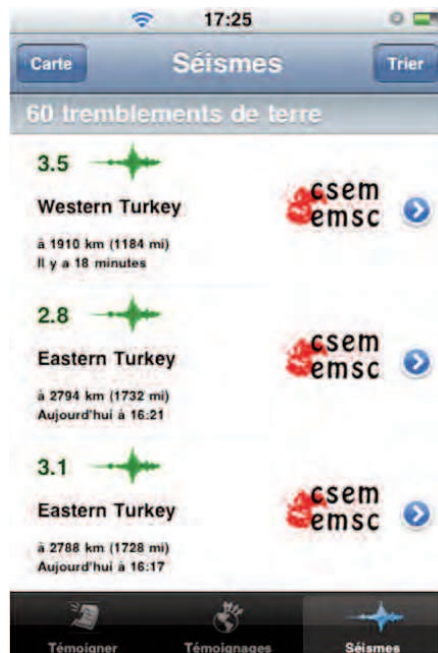 17:25
Carte Séismes Trier
60 tremblements de terre
3.5
Western Turkey
à 1910 km (1184 mi)
Il y a 18 minutes
csem
emsc
2.8
Eastern Turkey
à 2794 km (1732 mi)
Aujourd'hui à 16:21
csem
emsc
3.1
Eastern Turkey
à 2788 km (1728 mi)
Aujourd'hui à 16:17
csem
emsc
Témoigner Témoignages Séismes